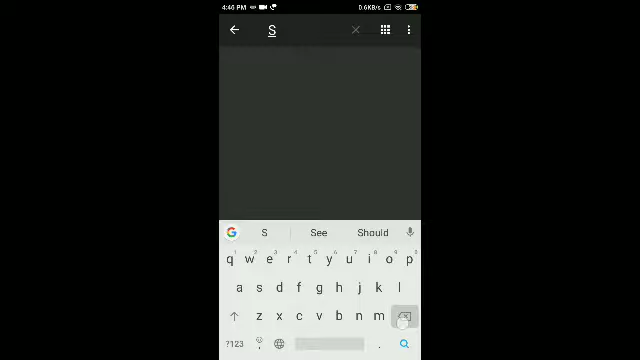 4:46 PM 0.6KB/s
S
S See Should
q w e r t y u i o p
a s d f g h j k l
z x c v b n m
?123 , .